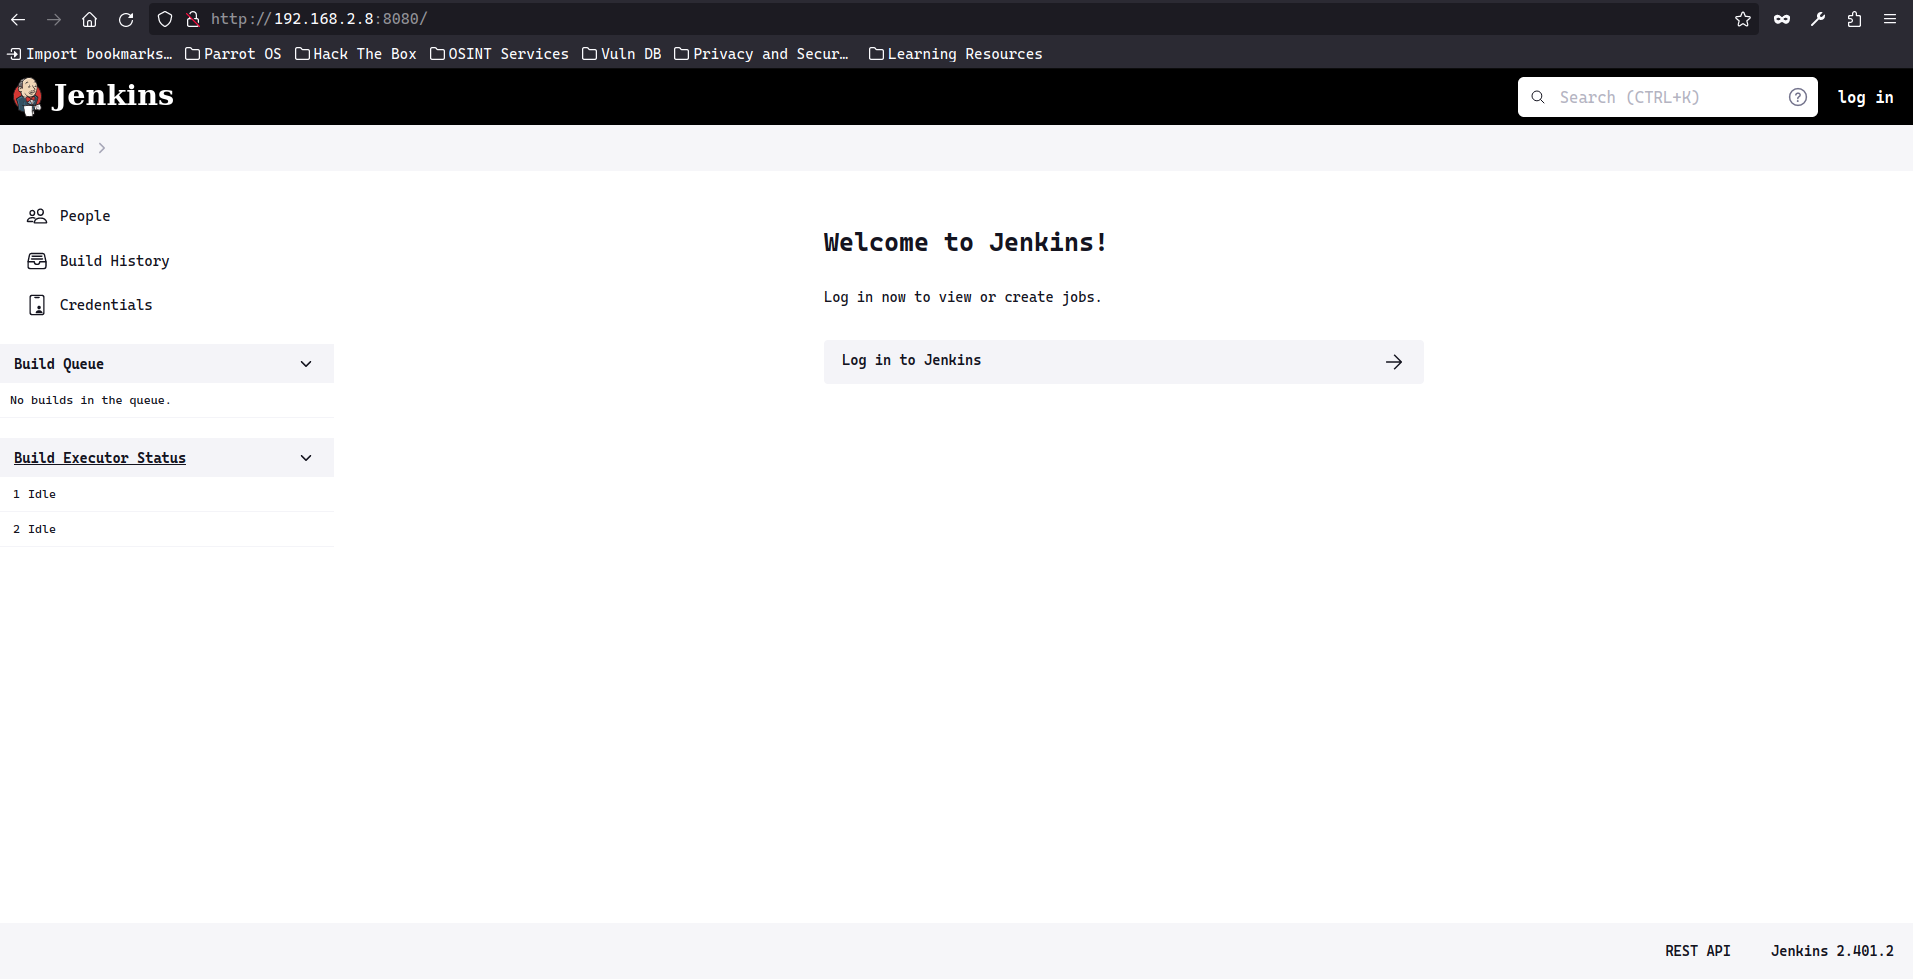 http://192.168.2.8:8080/
Import bookmarks… Parrot OS Hack The Box OSINT Services Vuln DB Privacy and Secur… Learning Resources
Jenkins
Search (CTRL+K)
?
log in
Dashboard
People
Build History
Credentials
Build Queue
No builds in the queue.
Build Executor Status
1 Idle
2 Idle
Welcome to Jenkins!
Log in now to view or create jobs.
Log in to Jenkins
REST API
Jenkins 2.401.2